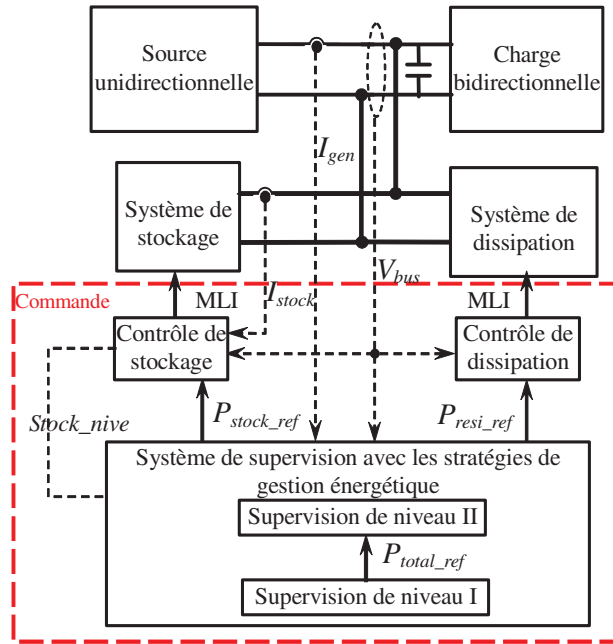 Source
unidirectionnelle
Charge
bidirectionnelle
I_gen
Système de
stockage
Système de
dissipation
V_bus
Commande
MLI
I_stock
MLI
Contrôle de
stockage
Contrôle de
dissipation
Stock_nive
P_stock_ref
P_resi_ref
Système de supervision avec les stratégies de
gestion énergétique
Supervision de niveau II
P_total_ref
Supervision de niveau I